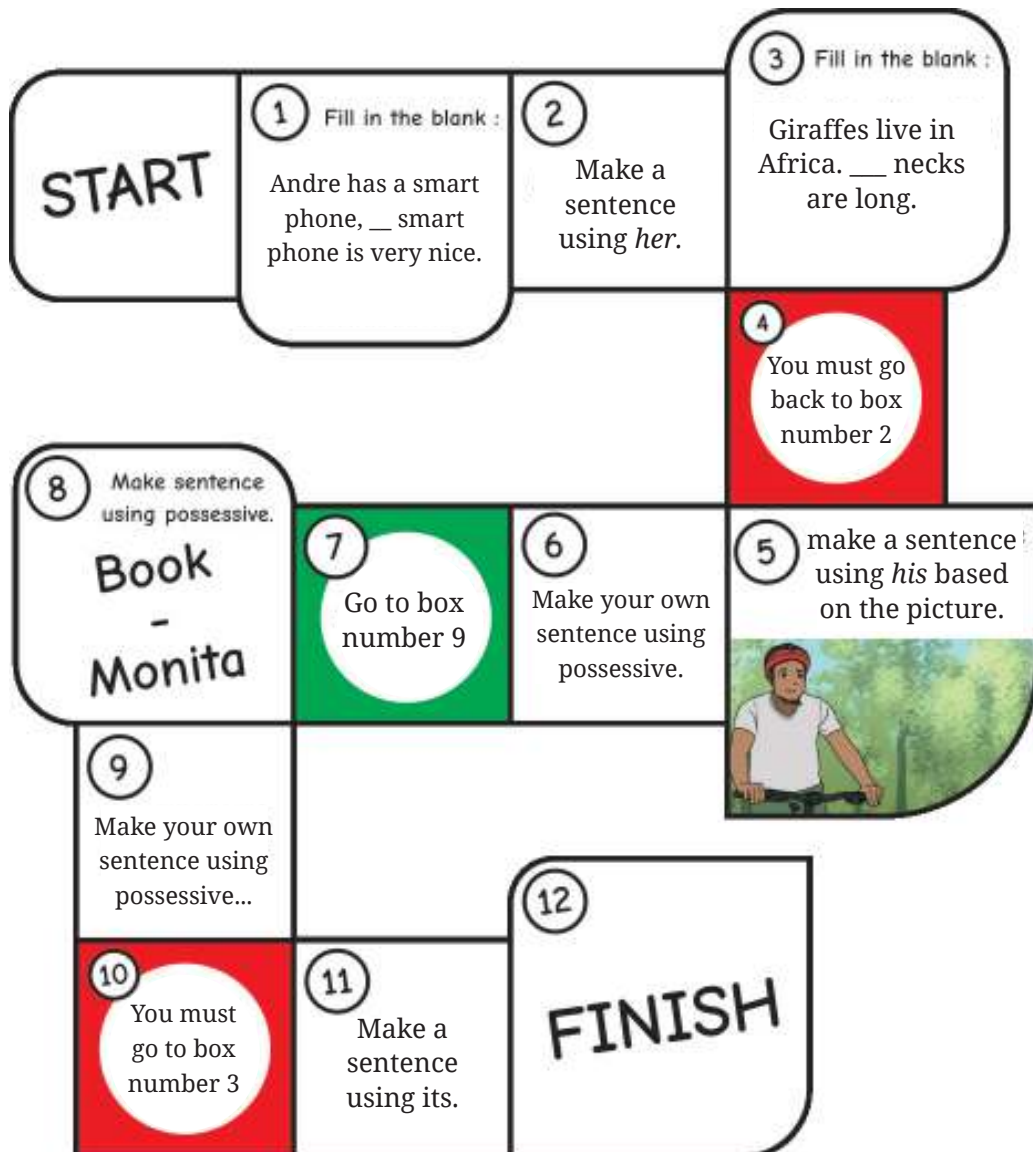 START
1 Fill in the blank :
Andre has a smart
phone, __ smart
phone is very nice.
2
Make a
sentence
using her.
3 Fill in the blank :
Giraffes live in
Africa. ___ necks
are long.
4
You must go
back to box
number 2
5 make a sentence
using his based
on the picture.
6
Make your own
sentence using
possessive.
7
Go to box
number 9
8 Make sentence
using possessive.
Book
-
Monita
9
Make your own
sentence using
possessive...
10
You must
go to box
number 3
11
Make a
sentence
using its.
12
FINISH